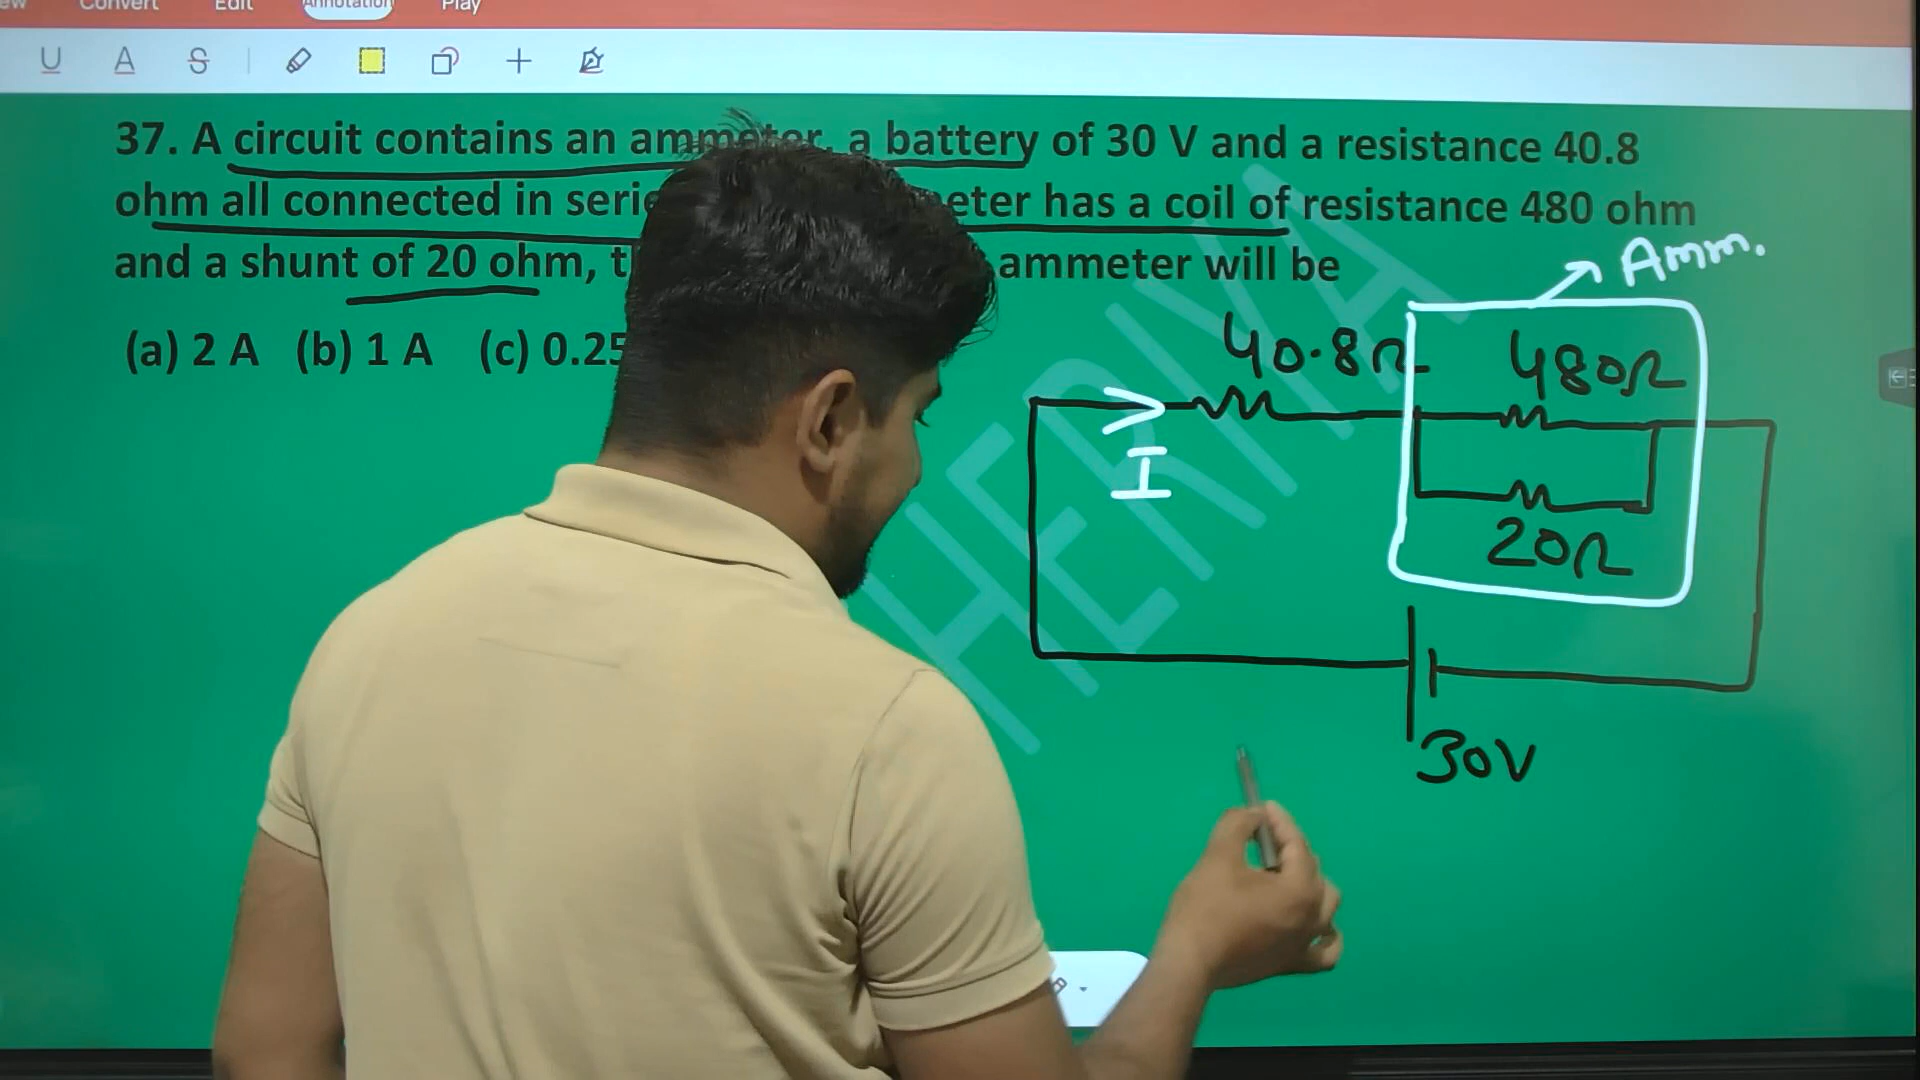 Convert Edit Annotation Play
U A S
37. A circuit contains an ammeter, a battery of 30 V and a resistance 40.8
ohm all connected in has a coil of resistance 480 ohm
and a shunt of 20 ohm, ammeter will be
(a) 2 A (b) 1 A (c) 0.25
Amm.
40.8Ω
480Ω
I
20Ω
30V
HERIYA